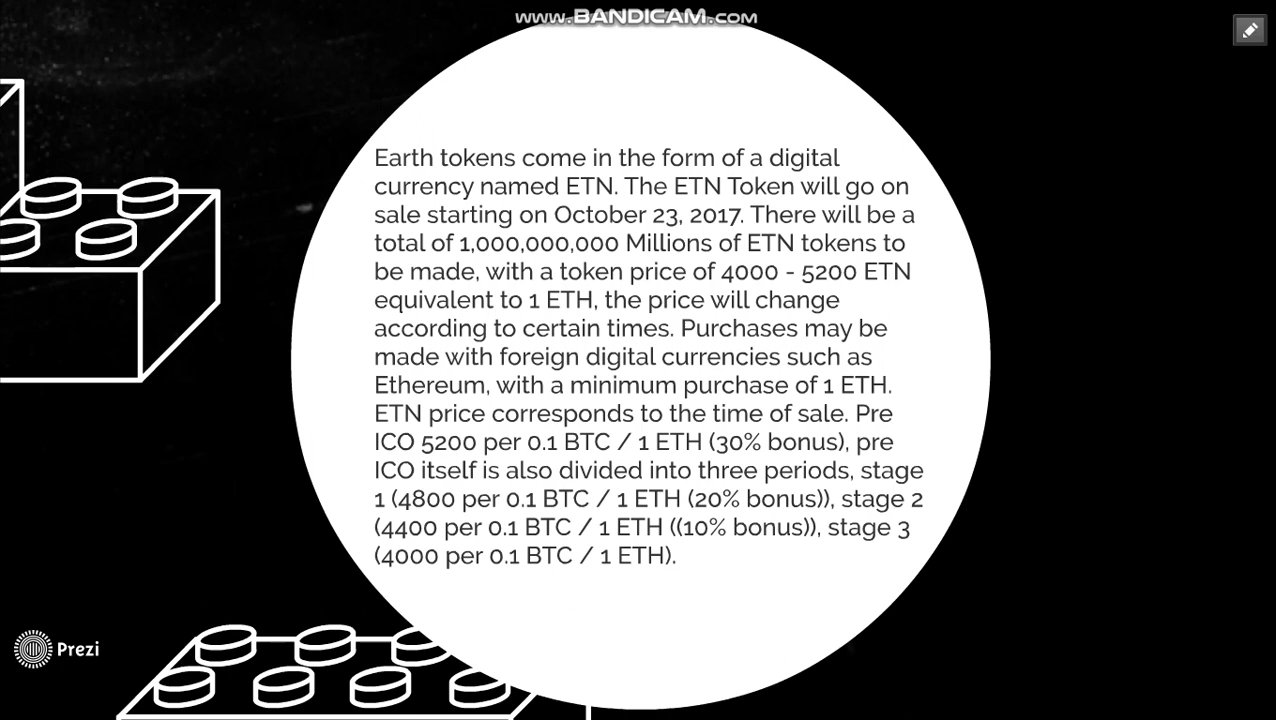 www.BANDICAM.com
Earth tokens come in the form of a digital
currency named ETN. The ETN Token will go on
sale starting on October 23, 2017. There will be a
total of 1,000,000,000 Millions of ETN tokens to
be made, with a token price of 4000 - 5200 ETN
equivalent to 1 ETH, the price will change
according to certain times. Purchases may be
made with foreign digital currencies such as
Ethereum, with a minimum purchase of 1 ETH.
ETN price corresponds to the time of sale. Pre
ICO 5200 per 0.1 BTC / 1 ETH (30% bonus), pre
ICO itself is also divided into three periods, stage
1 (4800 per 0.1 BTC / 1 ETH (20% bonus)), stage 2
(4400 per 0.1 BTC / 1 ETH ((10% bonus)), stage 3
(4000 per 0.1 BTC / 1 ETH).
Prezi